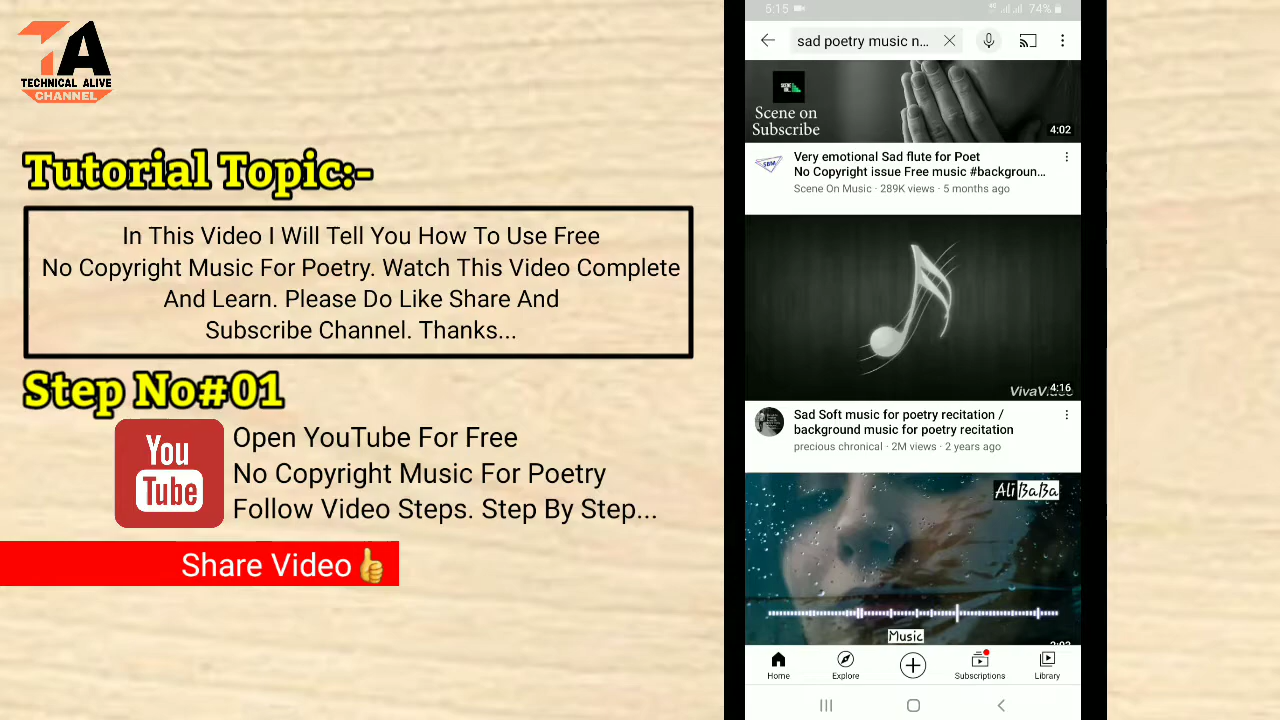 TA
TECHNICAL ALIVE
CHANNEL
Tutorial Topic:-
In This Video I Will Tell You How To Use Free
No Copyright Music For Poetry. Watch This Video Complete
And Learn. Please Do Like Share And
Subscribe Channel. Thanks...
Step No#01
You
Tube
Open YouTube For Free
No Copyright Music For Poetry
Follow Video Steps. Step By Step...
Share Video👍
5:15
74%
sad poetry music n...
Scene on
Subscribe
4:02
SBM
Very emotional Sad flute for Poet
No Copyright issue Free music #backgroun...
Scene On Music · 289K views · 5 months ago
VivaVideo
4:16
Sad Soft music for poetry recitation /
background music for poetry recitation
precious chronical · 2M views · 2 years ago
Ali BaBa
Music
Home
Explore
Subscriptions
Library